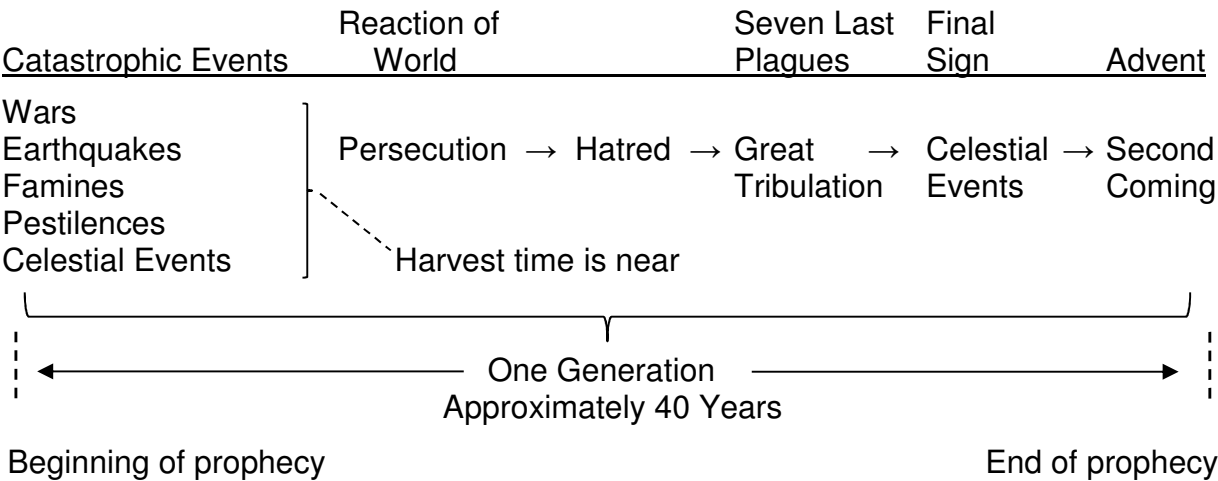 Reaction of Seven Last Final
Catastrophic Events World Plagues Sign Advent
Wars
Earthquakes Persecution → Hatred → Great → Celestial → Second
Famines Tribulation Events Coming
Pestilences
Celestial Events Harvest time is near
One Generation
Approximately 40 Years
Beginning of prophecy End of prophecy